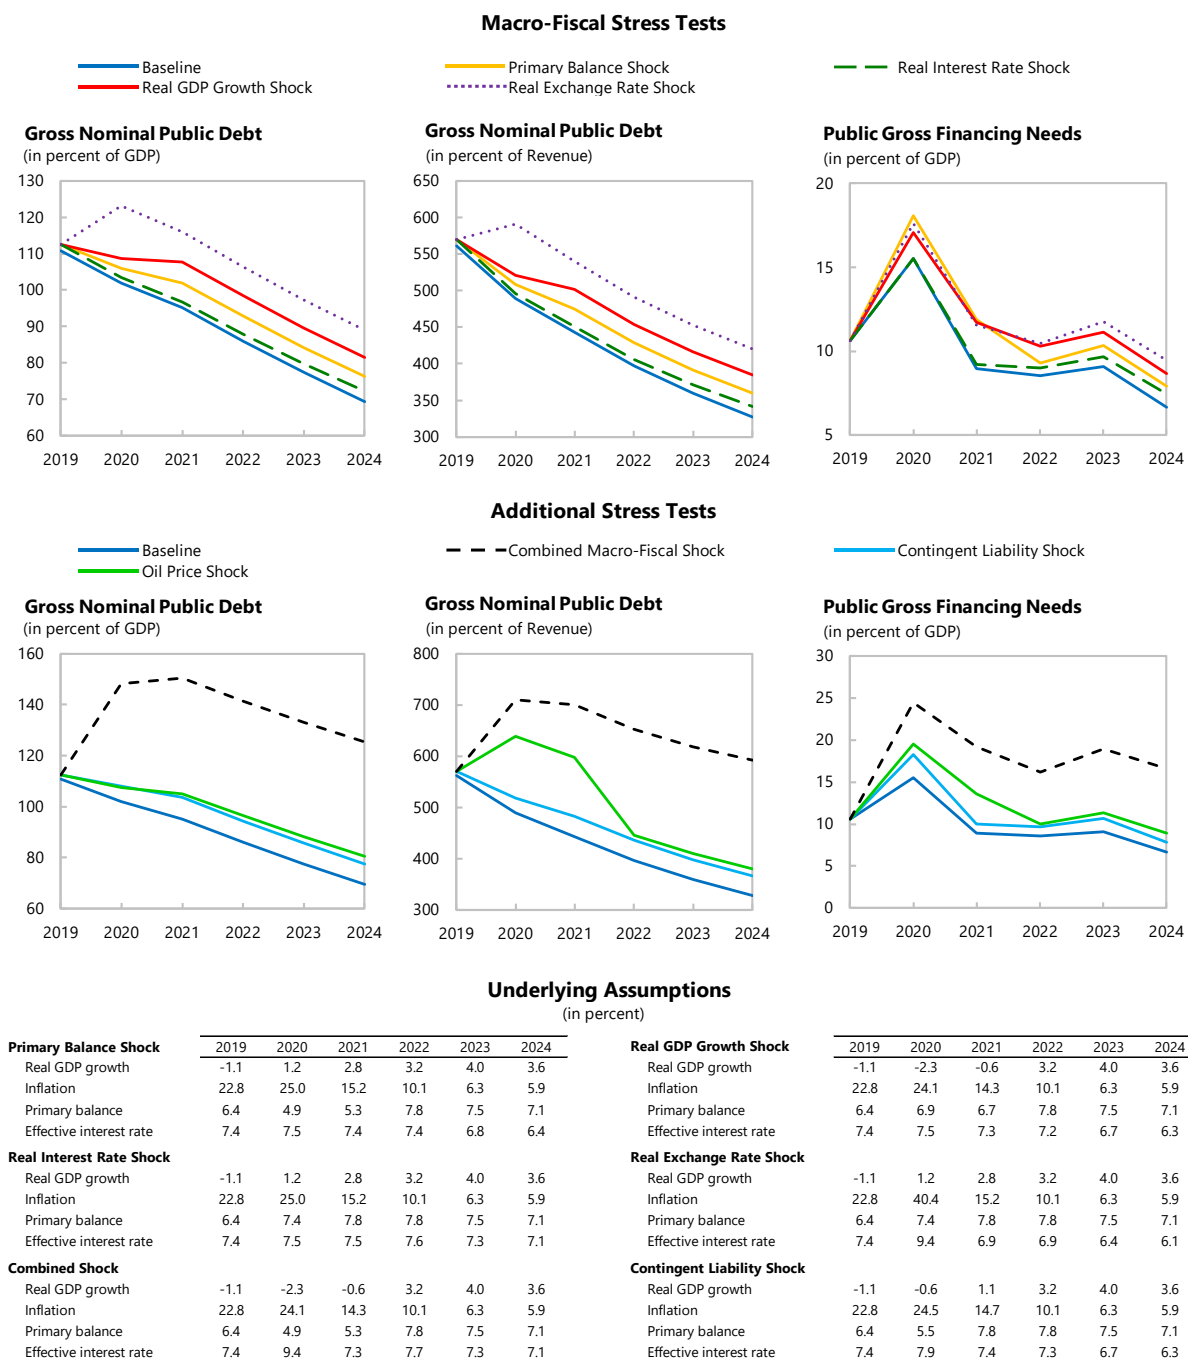 Macro-Fiscal Stress Tests
Baseline
Primary Balance Shock
Real Interest Rate Shock
Real GDP Growth Shock
Real Exchange Rate Shock
Gross Nominal Public Debt
(in percent of GDP)
130
120
110
100
90
80
70
60
2019 2020 2021 2022 2023 2024
Gross Nominal Public Debt
(in percent of Revenue)
650
600
550
500
450
400
350
300
2019 2020 2021 2022 2023 2024
Public Gross Financing Needs
(in percent of GDP)
20
15
10
5
2019 2020 2021 2022 2023 2024
Additional Stress Tests
Baseline
Combined Macro-Fiscal Shock
Contingent Liability Shock
Oil Price Shock
Gross Nominal Public Debt
(in percent of GDP)
160
140
120
100
80
60
2019 2020 2021 2022 2023 2024
Gross Nominal Public Debt
(in percent of Revenue)
800
700
600
500
400
300
2019 2020 2021 2022 2023 2024
Public Gross Financing Needs
(in percent of GDP)
30
25
20
15
10
5
0
2019 2020 2021 2022 2023 2024
Underlying Assumptions
(in percent)
Primary Balance Shock 2019 2020 2021 2022 2023 2024
Real GDP growth -1.1 1.2 2.8 3.2 4.0 3.6
Inflation 22.8 25.0 15.2 10.1 6.3 5.9
Primary balance 6.4 4.9 5.3 7.8 7.5 7.1
Effective interest rate 7.4 7.5 7.4 7.4 6.8 6.4
Real Interest Rate Shock
Real GDP growth -1.1 1.2 2.8 3.2 4.0 3.6
Inflation 22.8 25.0 15.2 10.1 6.3 5.9
Primary balance 6.4 7.4 7.8 7.8 7.5 7.1
Effective interest rate 7.4 7.5 7.5 7.6 7.3 7.1
Combined Shock
Real GDP growth -1.1 -2.3 -0.6 3.2 4.0 3.6
Inflation 22.8 24.1 14.3 10.1 6.3 5.9
Primary balance 6.4 4.9 5.3 7.8 7.5 7.1
Effective interest rate 7.4 9.4 7.3 7.7 7.3 7.1
Real GDP Growth Shock 2019 2020 2021 2022 2023 2024
Real GDP growth -1.1 -2.3 -0.6 3.2 4.0 3.6
Inflation 22.8 24.1 14.3 10.1 6.3 5.9
Primary balance 6.4 6.9 6.7 7.8 7.5 7.1
Effective interest rate 7.4 7.5 7.3 7.2 6.7 6.3
Real Exchange Rate Shock
Real GDP growth -1.1 1.2 2.8 3.2 4.0 3.6
Inflation 22.8 40.4 15.2 10.1 6.3 5.9
Primary balance 6.4 7.4 7.8 7.8 7.5 7.1
Effective interest rate 7.4 9.4 6.9 6.9 6.4 6.1
Contingent Liability Shock
Real GDP growth -1.1 -0.6 1.1 3.2 4.0 3.6
Inflation 22.8 24.5 14.7 10.1 6.3 5.9
Primary balance 6.4 5.5 7.8 7.8 7.5 7.1
Effective interest rate 7.4 7.9 7.4 7.3 6.7 6.3